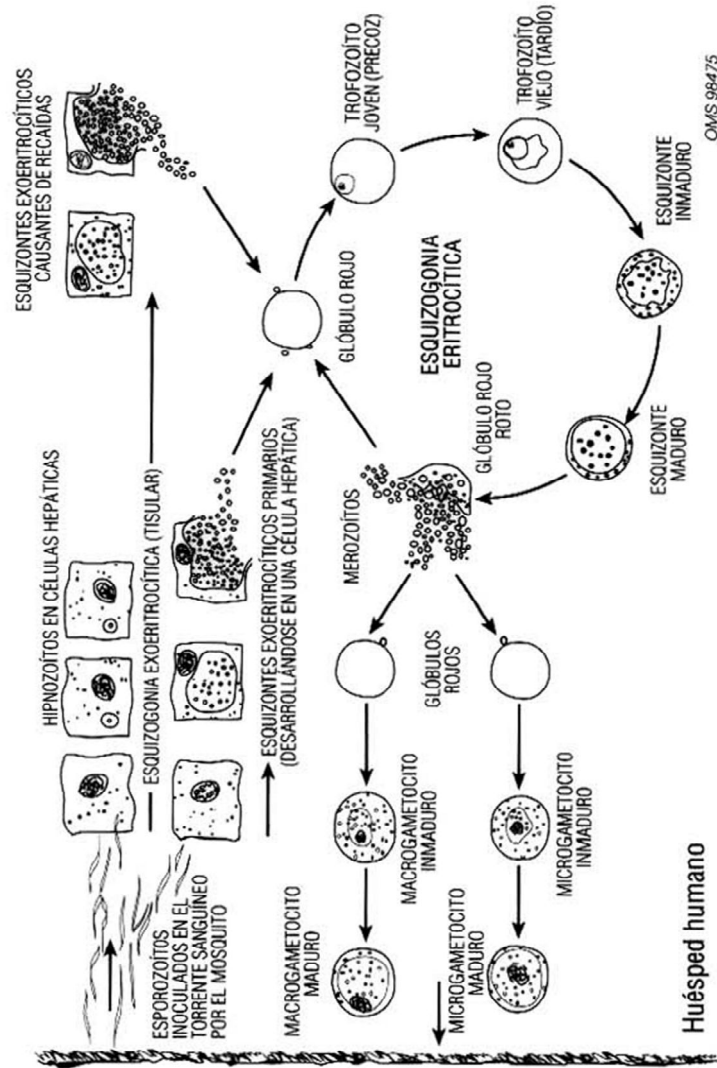 ESPOROZOÍTOS
INOCULADOS EN EL
TORRENTE SANGUÍNEO
POR EL MOSQUITO
HIPNOZOÍTOS EN CÉLULAS HEPÁTICAS
ESQUIZOGONIA EXOERITROCÍTICA (TISULAR)
ESQUIZONTES EXOERITROCÍTICOS
CAUSANTES DE RECAÍDAS
ESQUIZONTES EXOERITROCÍTICOS PRIMARIOS
(DESARROLLÁNDOSE EN UNA CÉLULA HEPÁTICA)
GLÓBULO ROJO
TROFOZOÍTO
JOVEN (PRECOZ)
MACROGAMETOCITO
MADURO
MACROGAMETOCITO
INMADURO
MEROZOÍTOS
GLÓBULOS
ROJOS
GLÓBULO ROJO
ROTO
ESQUIZOGONIA
ERITROCÍTICA
TROFOZOÍTO
VIEJO (TARDÍO)
MICROGAMETOCITO
MADURO
MICROGAMETOCITO
INMADURO
ESQUIZONTE
MADURO
ESQUIZONTE
INMADURO
Huésped humano
OMS 98475